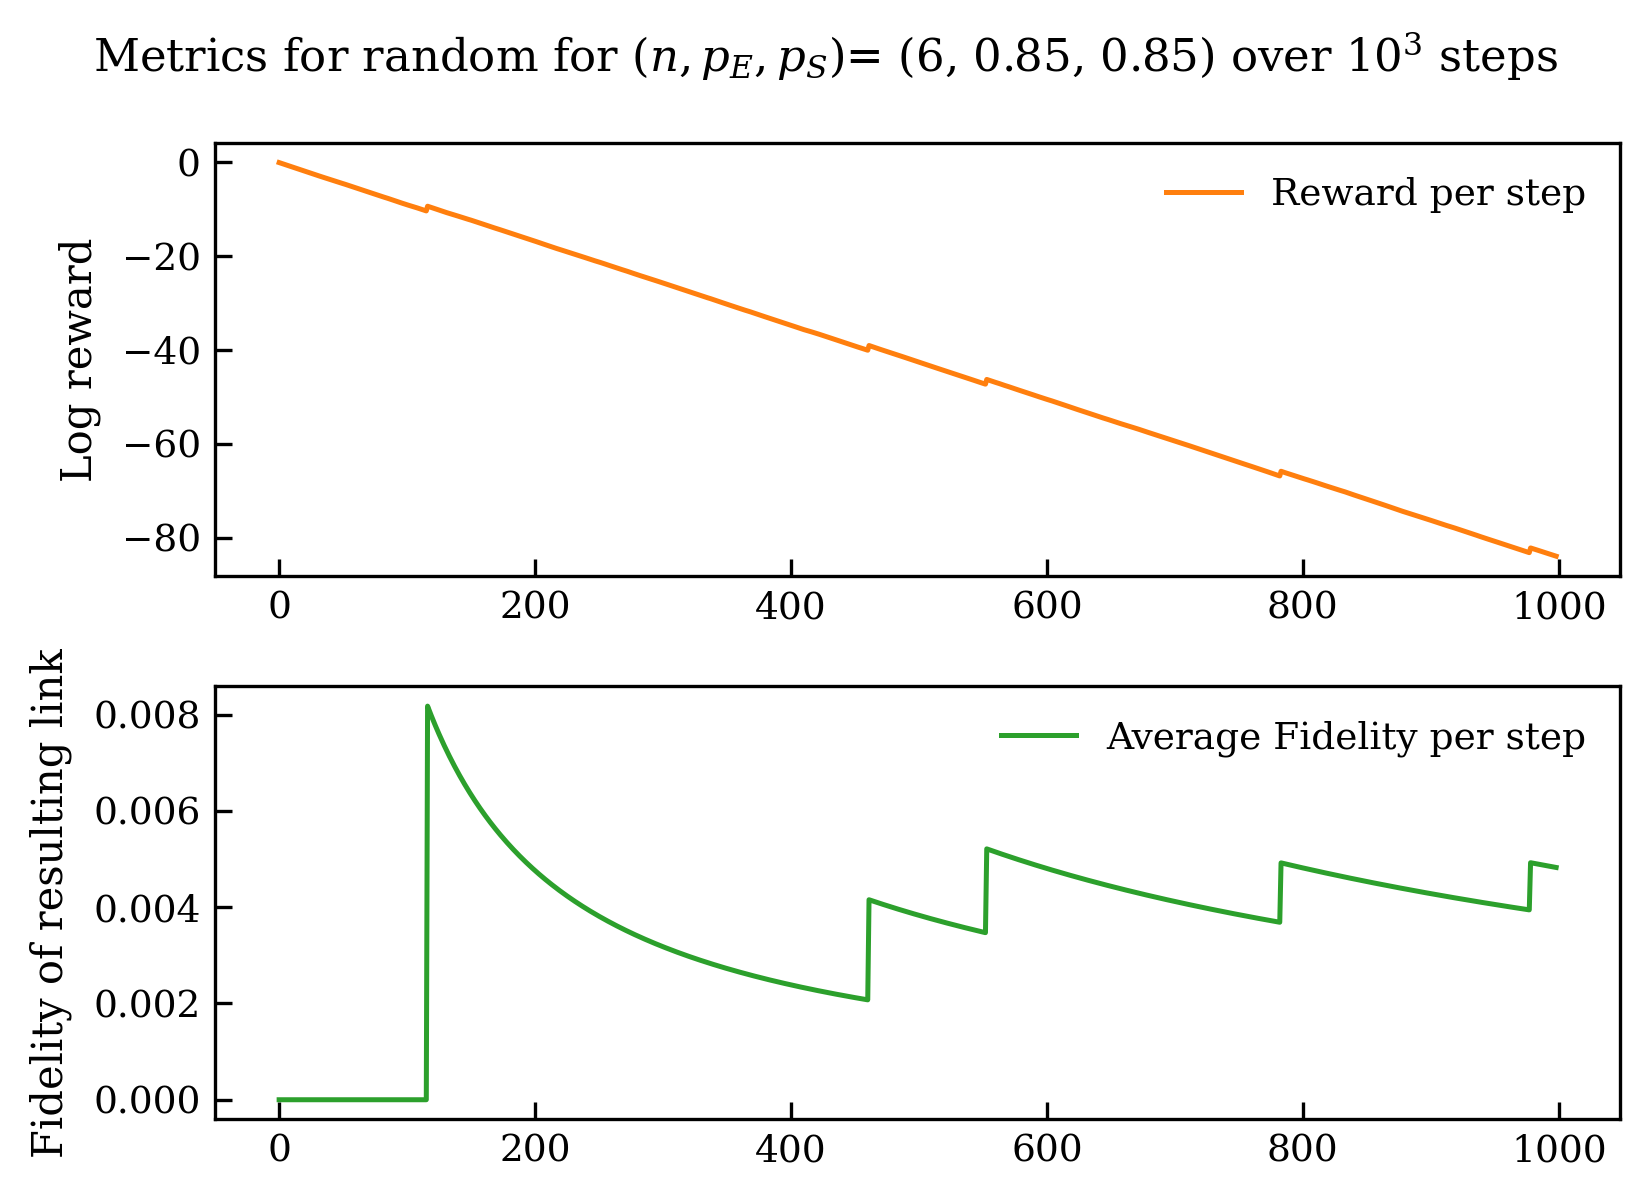 Metrics for random for (n, p_E, p_S)= (6, 0.85, 0.85) over 10³ steps
Log reward
0
−20
−40
−60
−80
Reward per step
0 200 400 600 800 1000
Fidelity of resulting link
0.008
0.006
0.004
0.002
0.000
Average Fidelity per step
0 200 400 600 800 1000